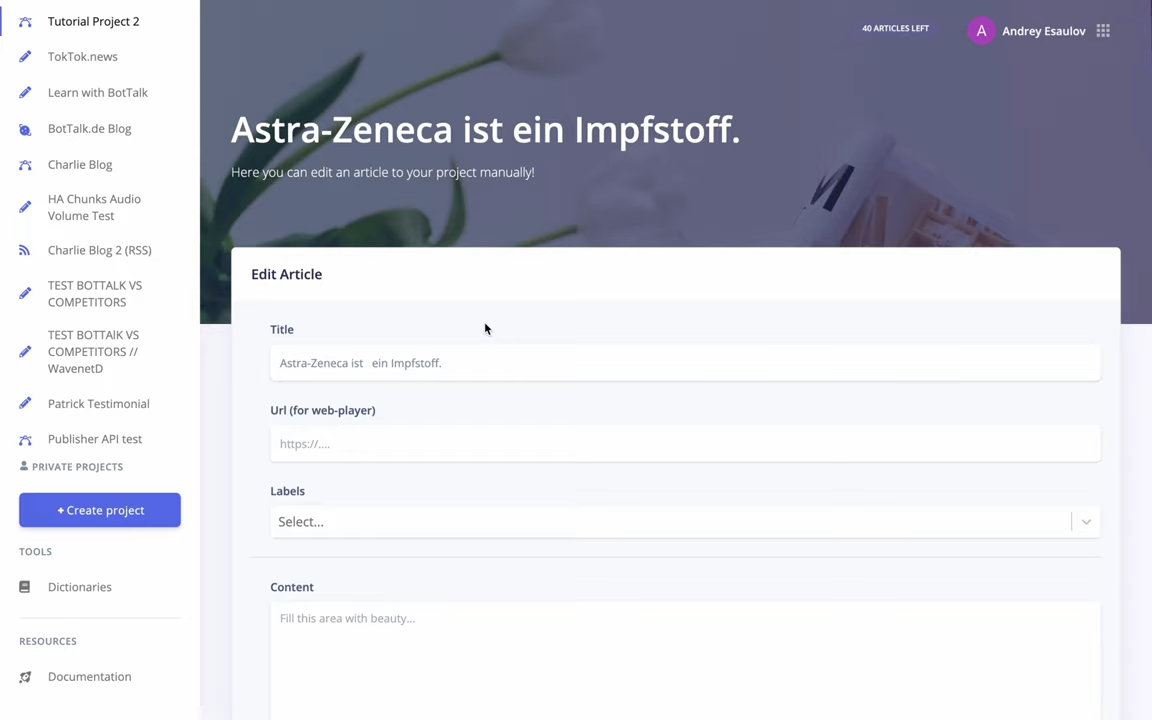 Tutorial Project 2
TokTok.news
Learn with BotTalk
BotTalk.de Blog
Charlie Blog
HA Chunks Audio
Volume Test
Charlie Blog 2 (RSS)
TEST BOTTALK VS
COMPETITORS
TEST BOTTAlK VS
COMPETITORS //
WavenetD
Patrick Testimonial
Publisher API test
PRIVATE PROJECTS
+ Create project
TOOLS
Dictionaries
RESOURCES
Documentation
40 ARTICLES LEFT
A
Andrey Esaulov
Astra-Zeneca ist ein Impfstoff.
Here you can edit an article to your project manually!
Edit Article
Title
Astra-Zeneca ist ein Impfstoff.
Url (for web-player)
https://....
Labels
Select...
Content
Fill this area with beauty...